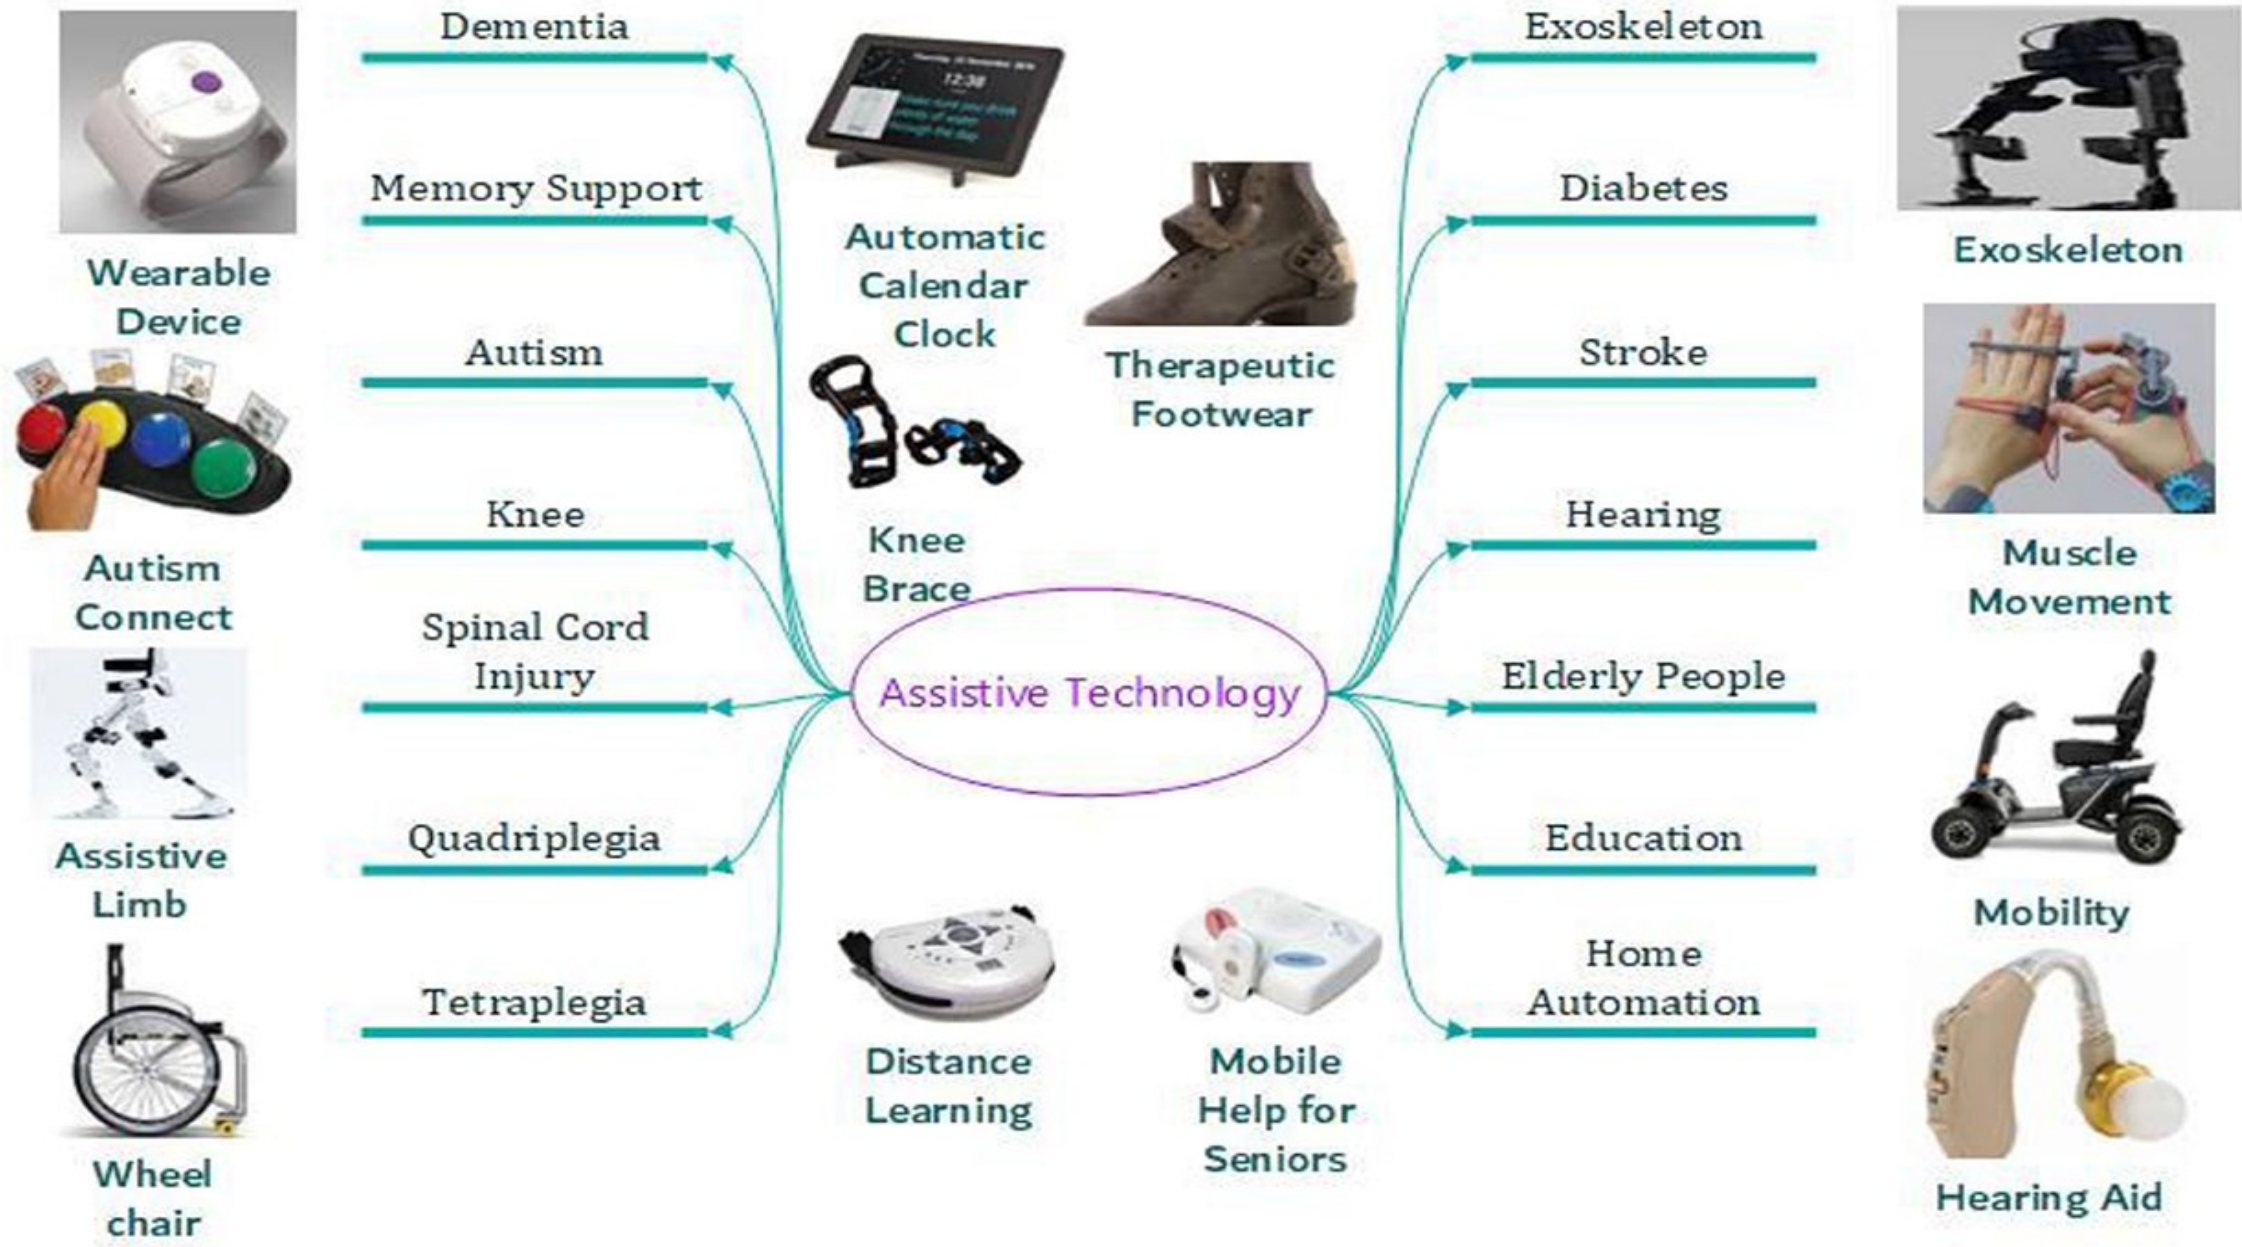 Dementia
Memory Support
Autism
Knee
Spinal Cord
Injury
Quadriplegia
Tetraplegia
Wearable
Device
Autism
Connect
Assistive
Limb
Wheel
chair
12:38
Automatic
Calendar
Clock
Therapeutic
Footwear
Knee
Brace
Assistive Technology
Distance
Learning
Mobile
Help for
Seniors
Exoskeleton
Diabetes
Stroke
Hearing
Elderly People
Education
Home
Automation
Exoskeleton
Muscle
Movement
Mobility
Hearing Aid